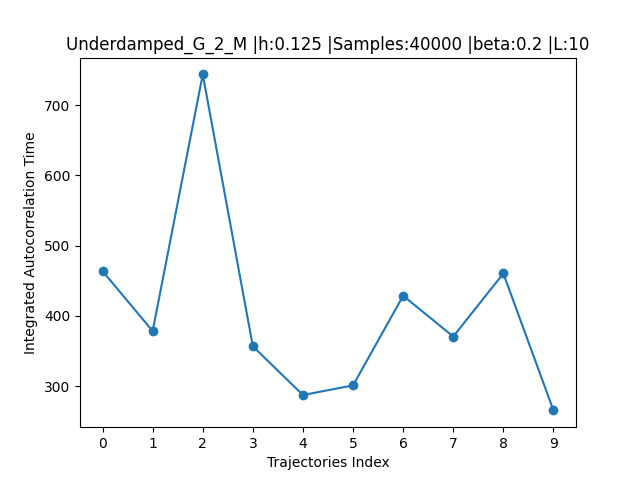 Underdamped_G_2_M |h:0.125 |Samples:40000 |beta:0.2 |L:10
Integrated Autocorrelation Time
700
600
500
400
300
0 1 2 3 4 5 6 7 8 9
Trajectories Index